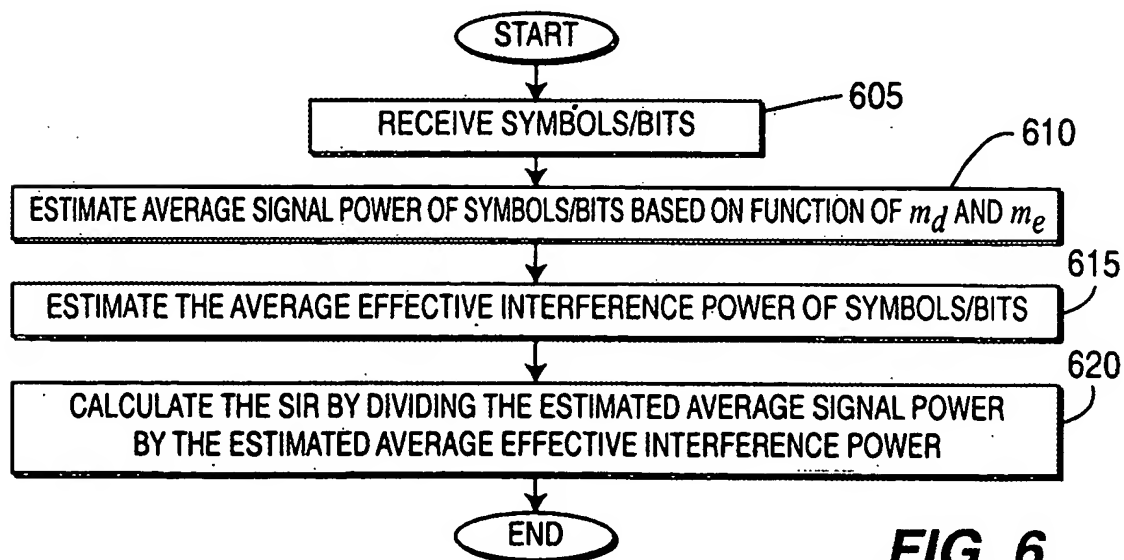 START
RECEIVE SYMBOLS/BITS
605
610
ESTIMATE AVERAGE SIGNAL POWER OF SYMBOLS/BITS BASED ON FUNCTION OF m_d AND m_e
615
ESTIMATE THE AVERAGE EFFECTIVE INTERFERENCE POWER OF SYMBOLS/BITS
620
CALCULATE THE SIR BY DIVIDING THE ESTIMATED AVERAGE SIGNAL POWER
BY THE ESTIMATED AVERAGE EFFECTIVE INTERFERENCE POWER
END
FIG. 6